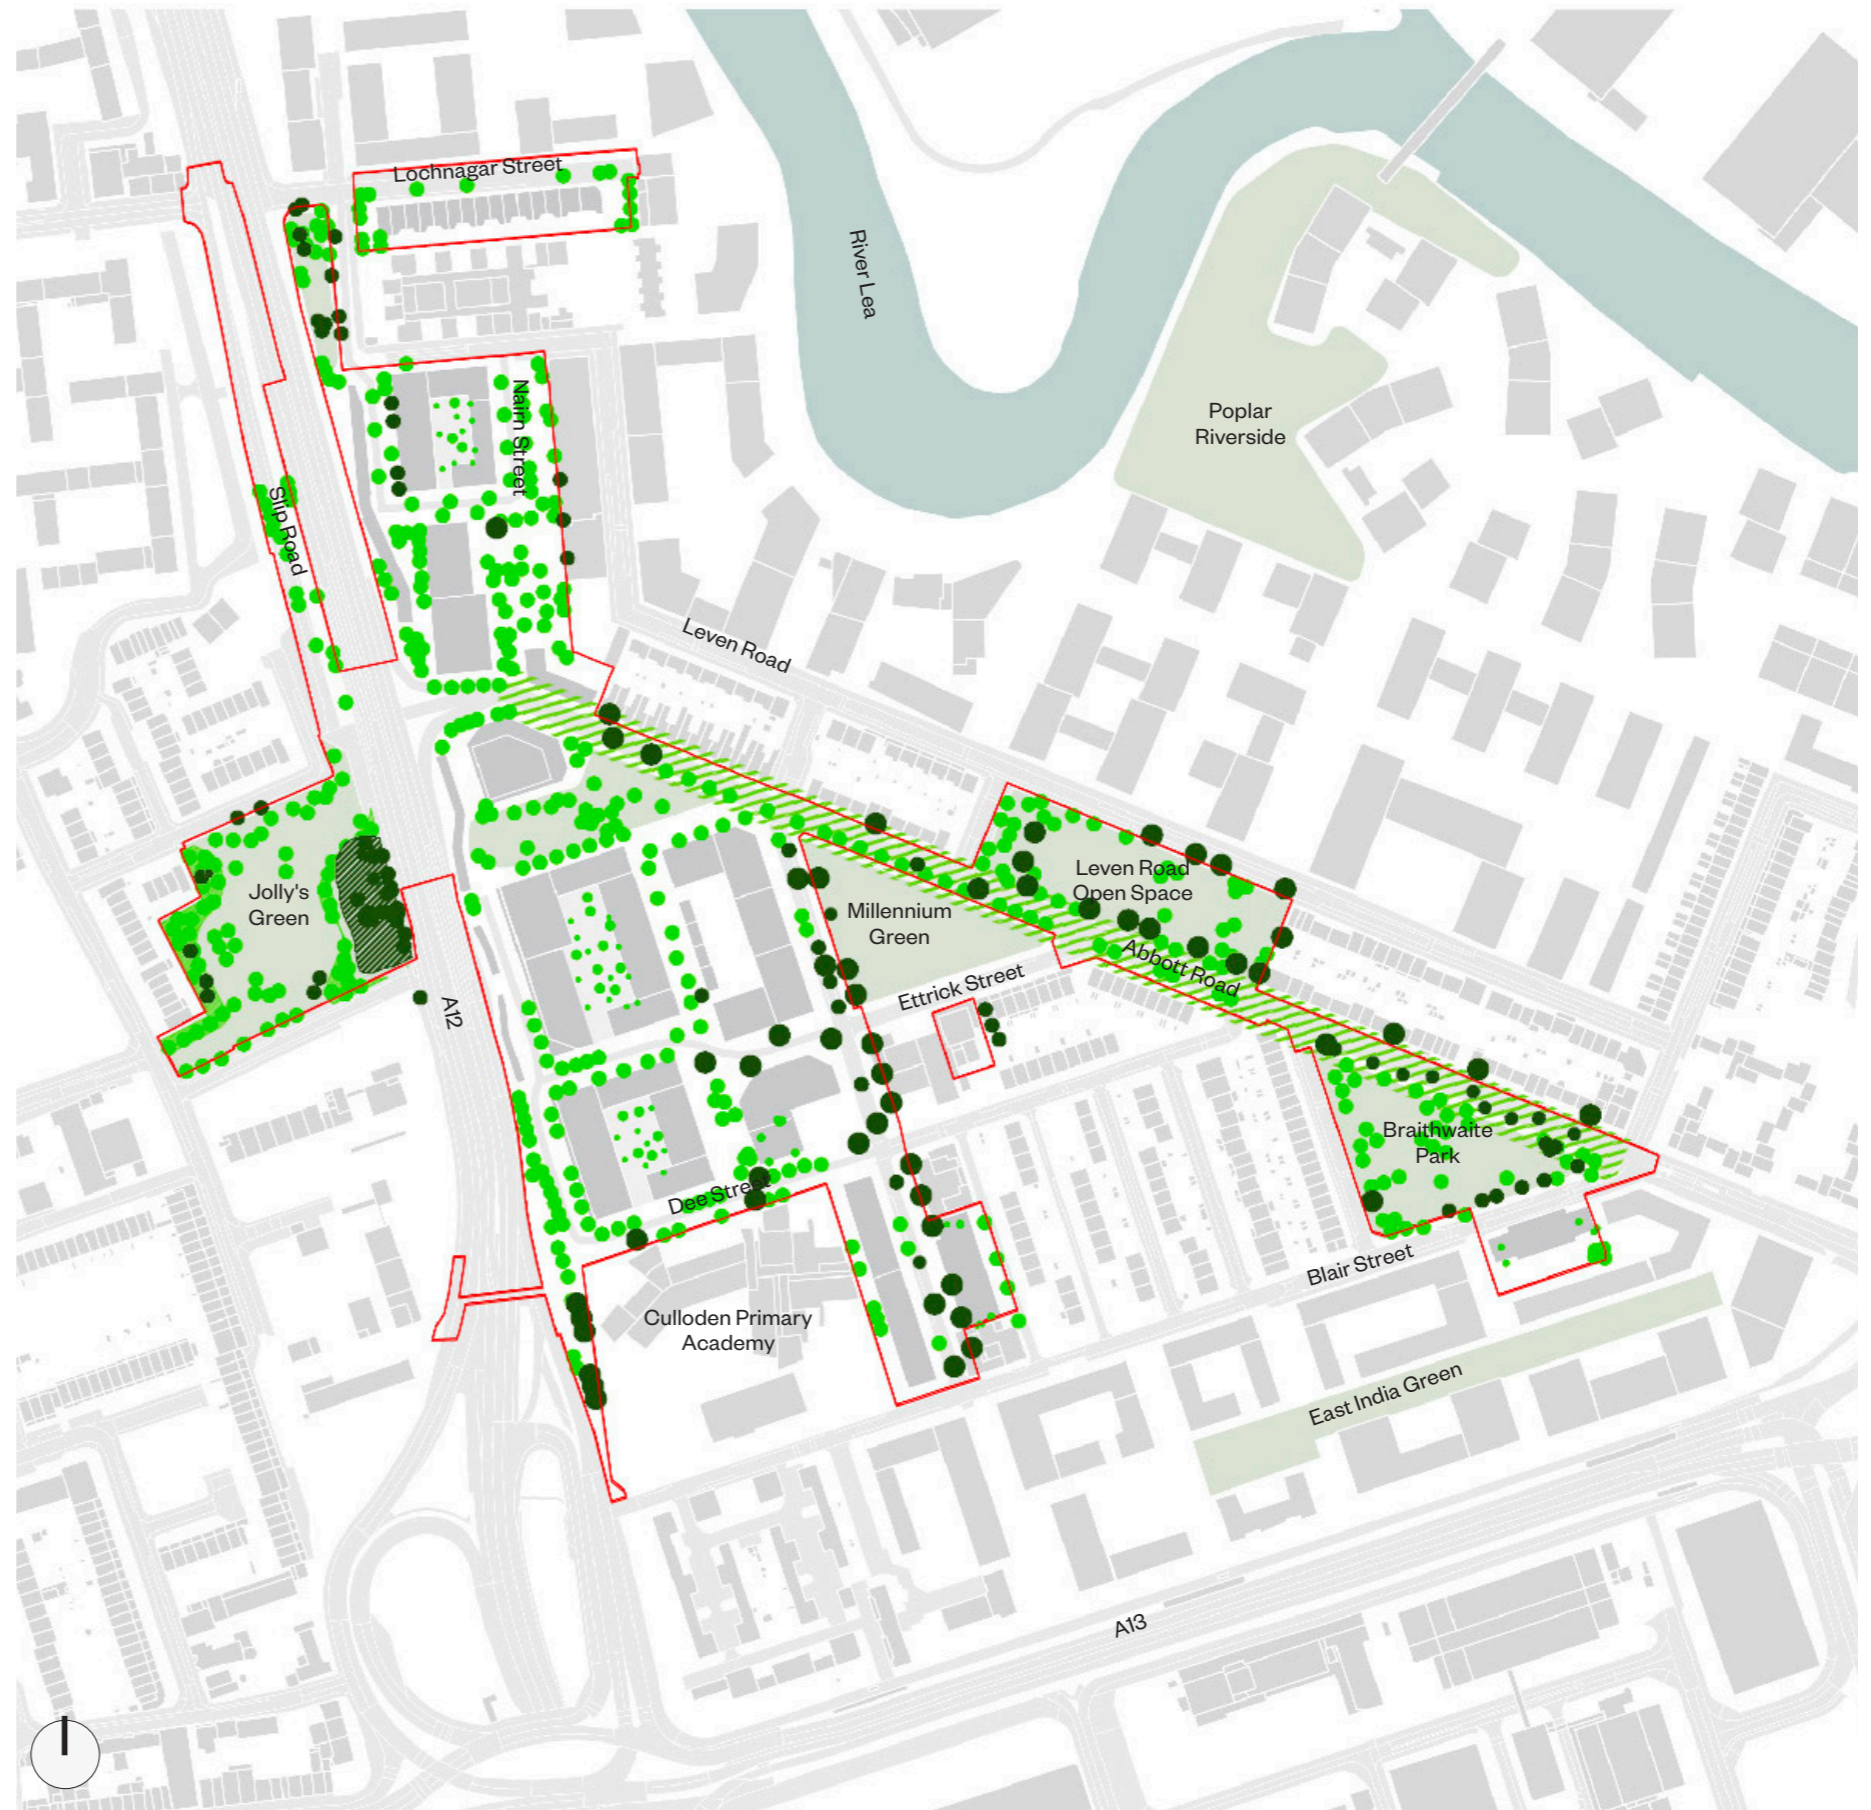 Lochnagar Street
River Lea
Nairn Street
Poplar
Riverside
Slip Road
Leven Road
Leven Road
Open Space
Jolly's
Green
Millennium
Green
Abbott Road
Ettrick Street
A12
Braithwaite
Park
Dee Street
Blair Street
Culloden Primary
Academy
East India Green
A13